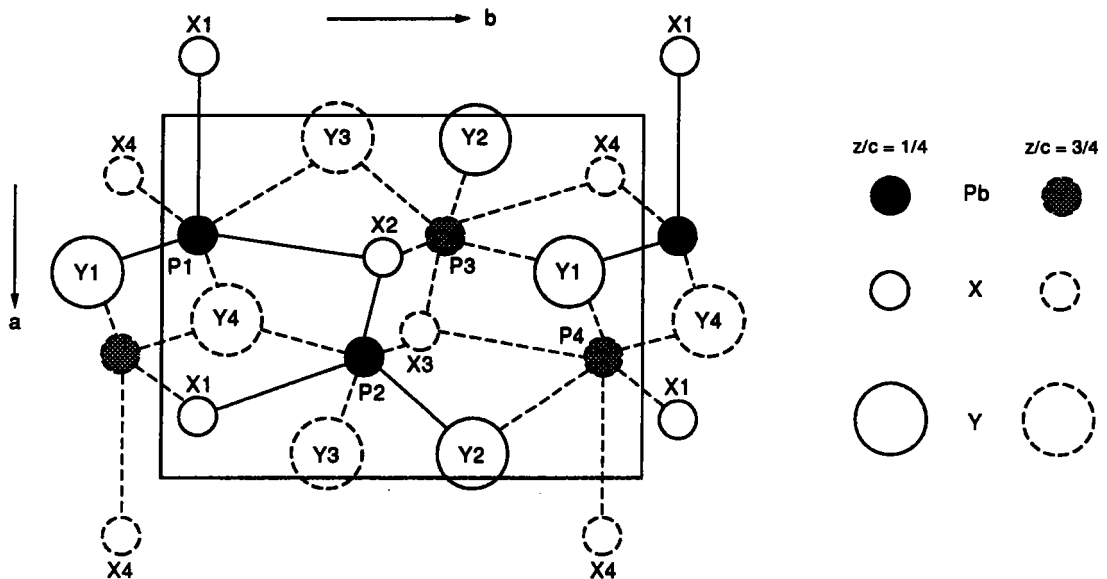 b
X1 X1
Y3 Y2
X4 X4
z/c = 1/4 z/c = 3/4
Pb
X2
P1 P3
Y1 Y1
X
a
Y4 Y4
P4
X1 P2 X3 X1
Y3 Y2
Y
X4 X4